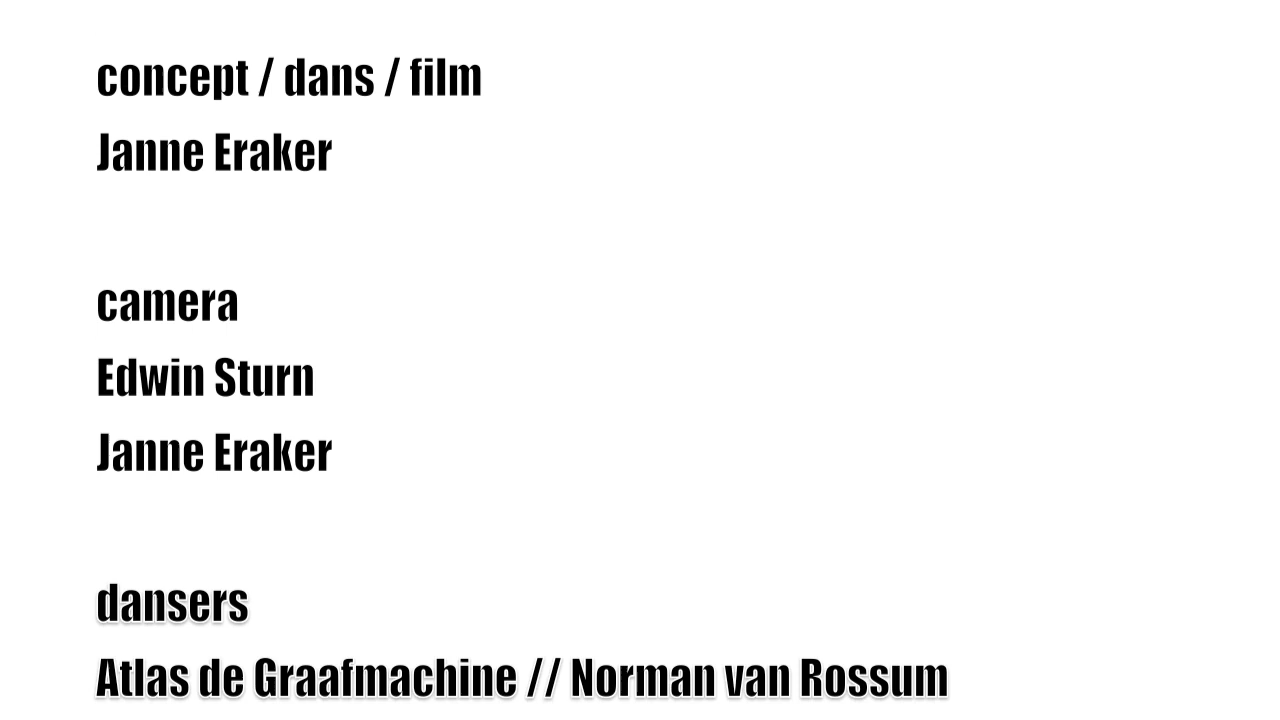 concept / dans / film
Janne Eraker
camera
Edwin Sturn
Janne Eraker
dansers
Atlas de Graafmachine // Norman van Rossum